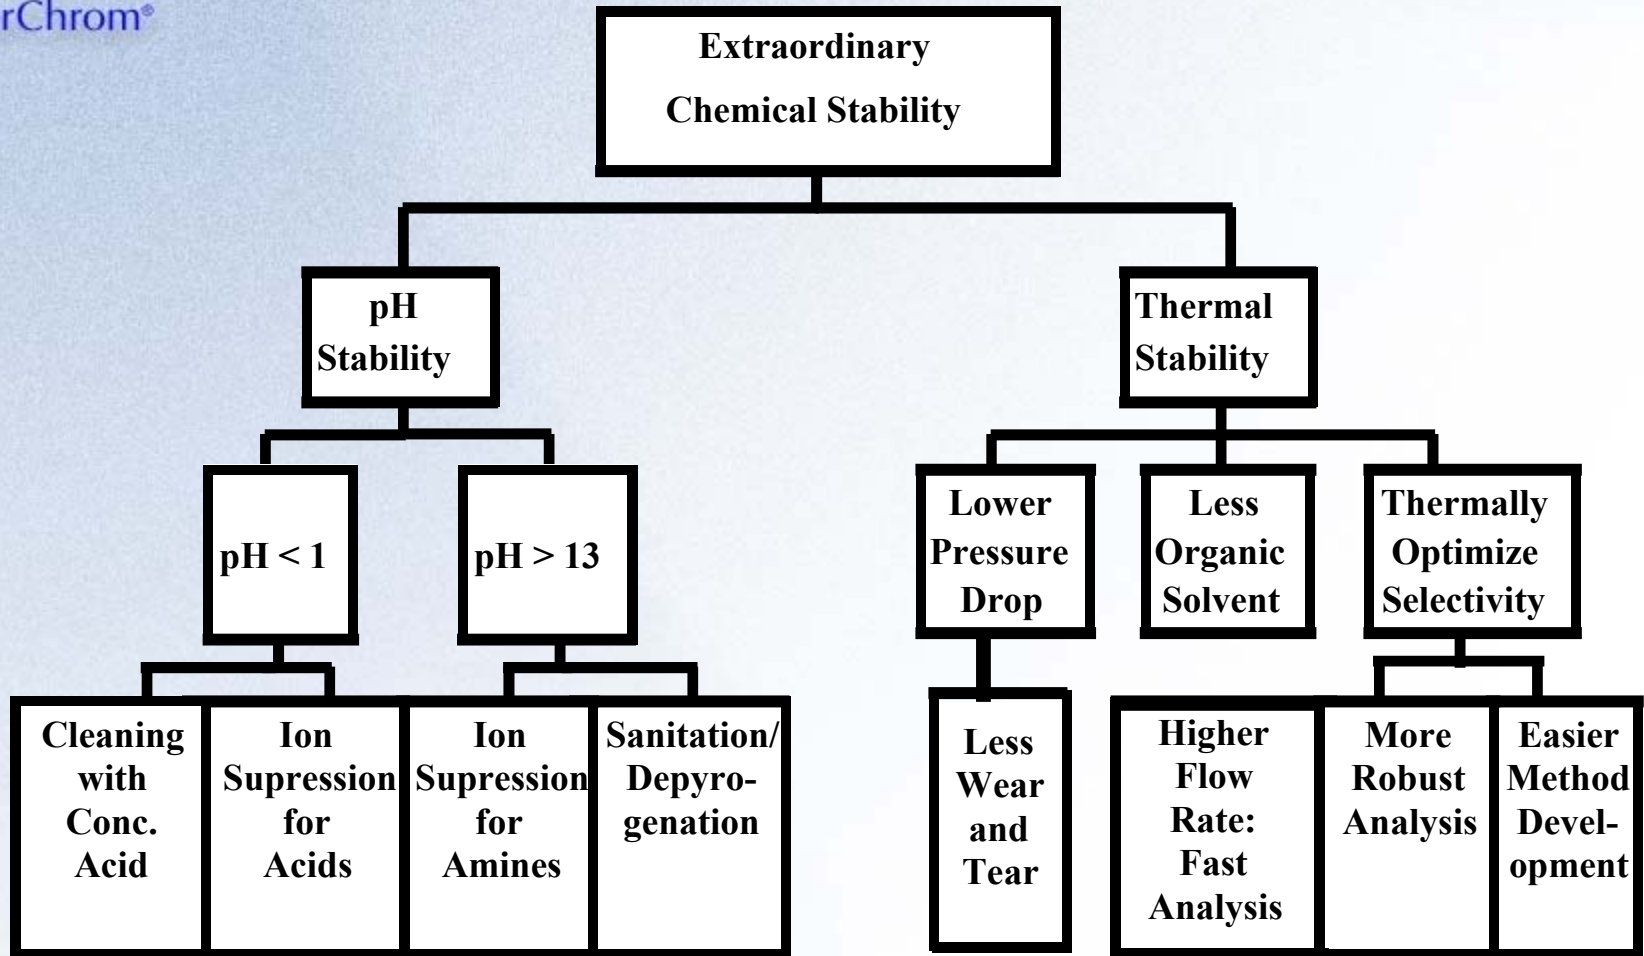 rChrom®
Extraordinary
Chemical Stability
pH
Stability
Thermal
Stability
pH < 1
pH > 13
Lower
Pressure
Drop
Less
Organic
Solvent
Thermally
Optimize
Selectivity
Cleaning
with
Conc.
Acid
Ion
Supression
for
Acids
Ion
Supression
for
Amines
Sanitation/
Depyro-
genation
Less
Wear
and
Tear
Higher
Flow
Rate:
Fast
Analysis
More
Robust
Analysis
Easier
Method
Devel-
opment